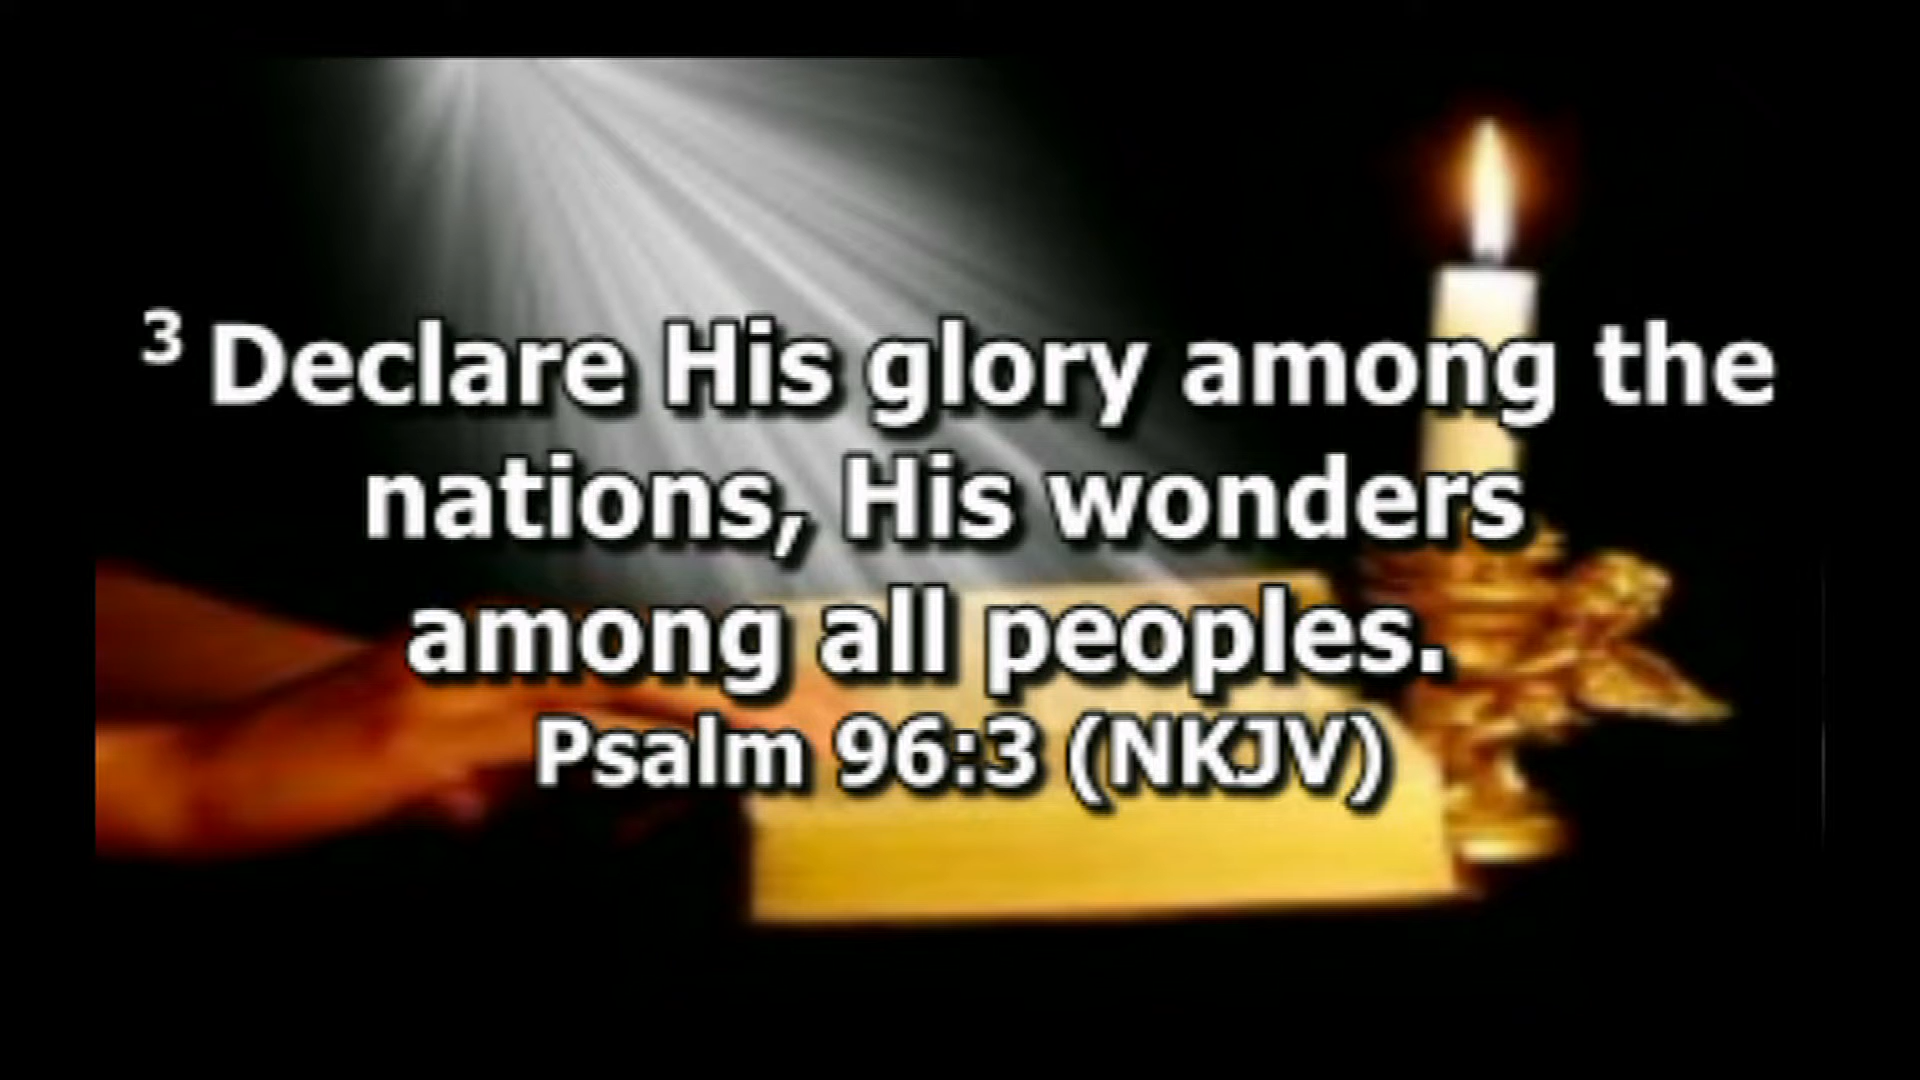 3 Declare His glory among the
nations, His wonders
among all peoples.
Psalm 96:3 (NKJV)